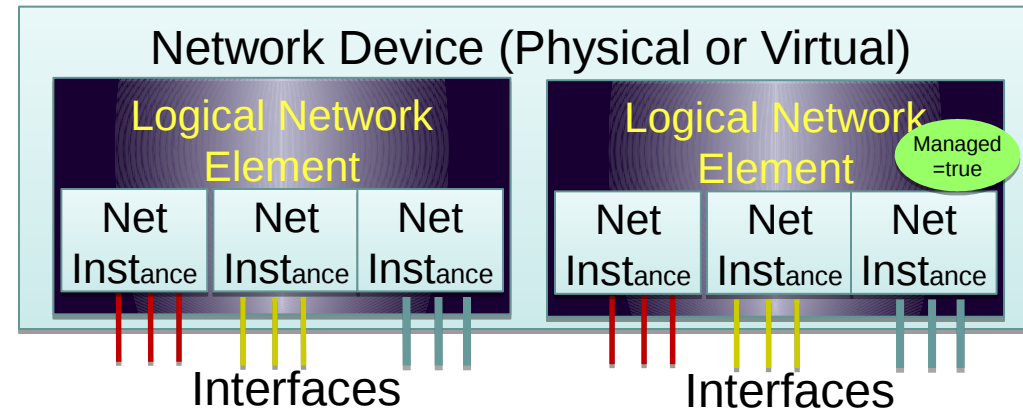 Network Device (Physical or Virtual)
Logical Network
Element
Net
Instance
Net
Instance
Net
Instance
Logical Network
Element
Managed
=true
Net
Instance
Net
Instance
Net
Instance
Interfaces
Interfaces